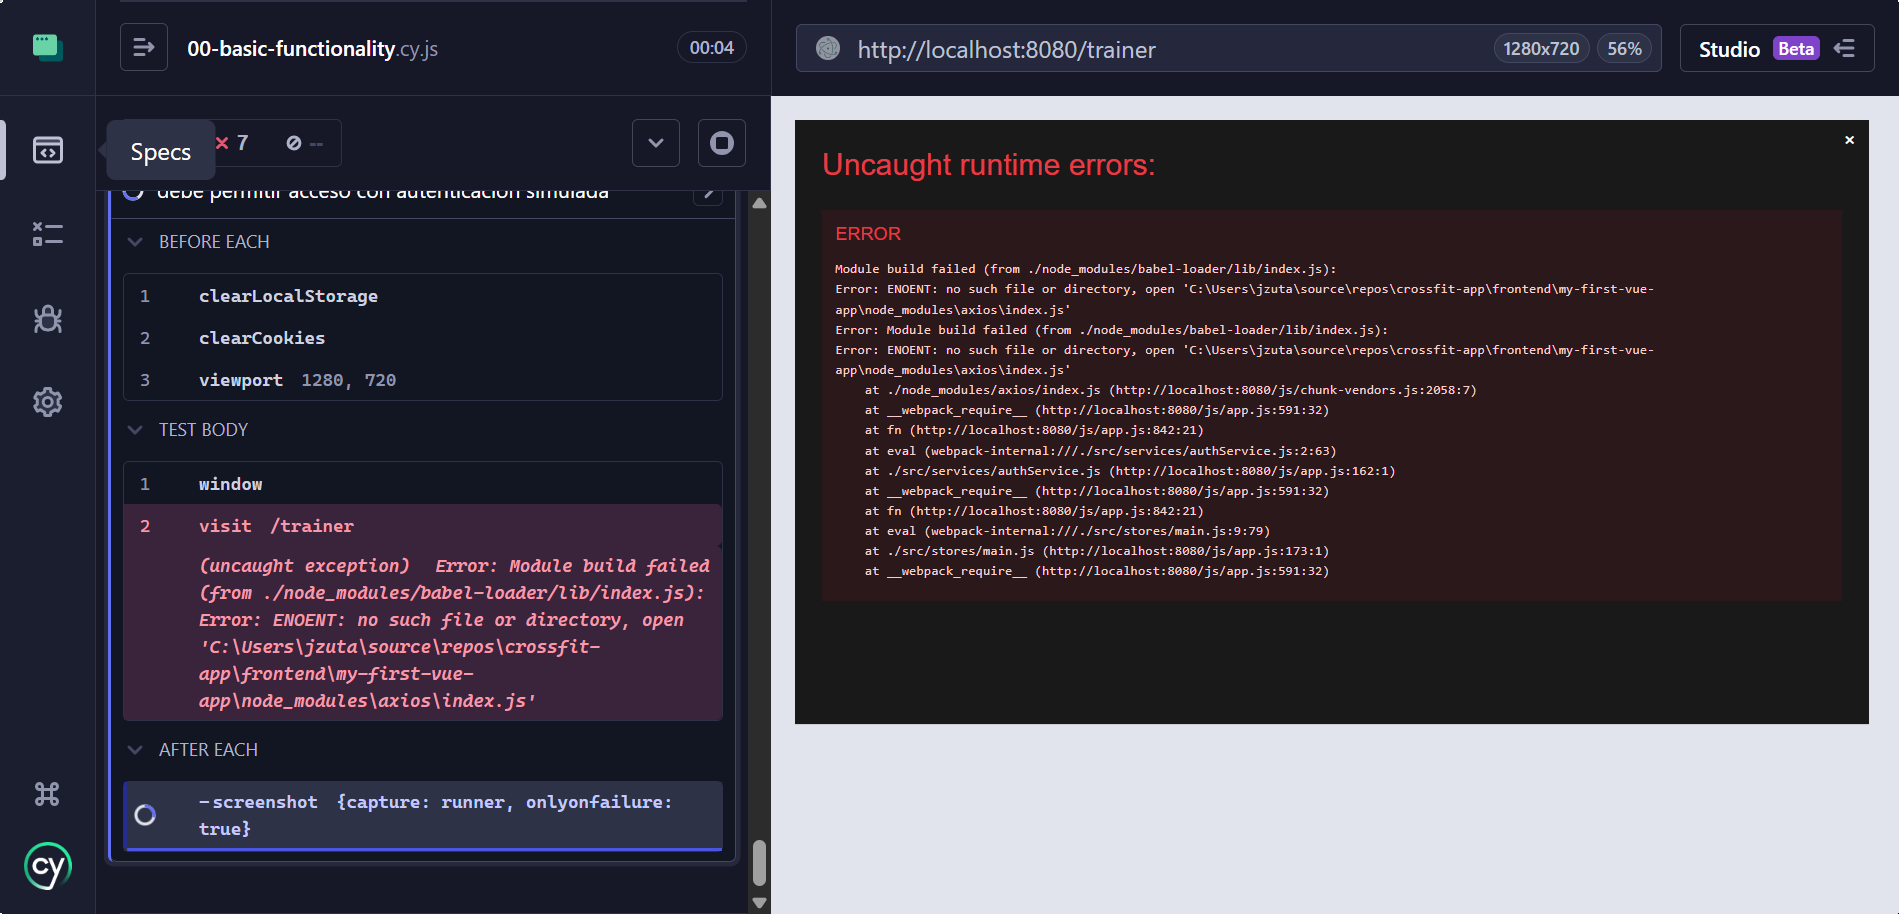 00-basic-functionality.cy.js
00:04
http://localhost:8080/trainer
1280x720
56%
Studio Beta
Specs
7
--
debe permitir acceso con autenticación simulada
BEFORE EACH
1 clearLocalStorage
2 clearCookies
3 viewport 1280, 720
TEST BODY
1 window
2 visit /trainer
(uncaught exception) Error: Module build failed
(from ./node_modules/babel-loader/lib/index.js):
Error: ENOENT: no such file or directory, open
'C:\Users\jzuta\source\repos\crossfit-
app\frontend\my-first-vue-
app\node_modules\axios\index.js'
AFTER EACH
-screenshot {capture: runner, onlyonfailure:
true}
cy
Uncaught runtime errors:
×
ERROR
Module build failed (from ./node_modules/babel-loader/lib/index.js):
Error: ENOENT: no such file or directory, open 'C:\Users\jzuta\source\repos\crossfit-app\frontend\my-first-vue-
app\node_modules\axios\index.js'
Error: Module build failed (from ./node_modules/babel-loader/lib/index.js):
Error: ENOENT: no such file or directory, open 'C:\Users\jzuta\source\repos\crossfit-app\frontend\my-first-vue-
app\node_modules\axios\index.js'
at ./node_modules/axios/index.js (http://localhost:8080/js/chunk-vendors.js:2058:7)
at __webpack_require__ (http://localhost:8080/js/app.js:591:32)
at fn (http://localhost:8080/js/app.js:842:21)
at eval (webpack-internal:///./src/services/authService.js:2:63)
at ./src/services/authService.js (http://localhost:8080/js/app.js:162:1)
at __webpack_require__ (http://localhost:8080/js/app.js:591:32)
at fn (http://localhost:8080/js/app.js:842:21)
at eval (webpack-internal:///./src/stores/main.js:9:79)
at ./src/stores/main.js (http://localhost:8080/js/app.js:173:1)
at __webpack_require__ (http://localhost:8080/js/app.js:591:32)